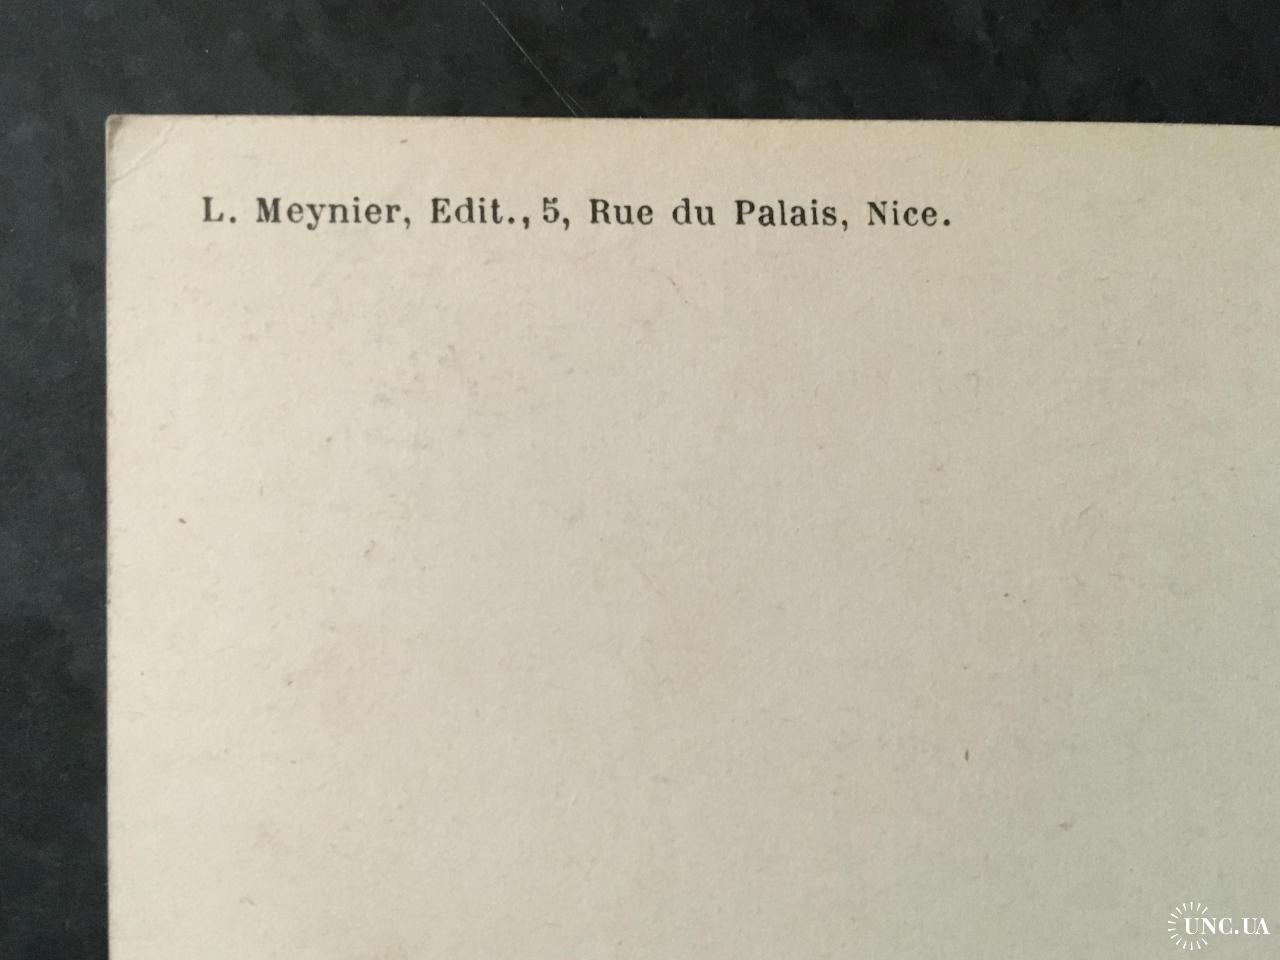 L. Meynier, Edit., 5, Rue du Palais, Nice.
UNC.UA